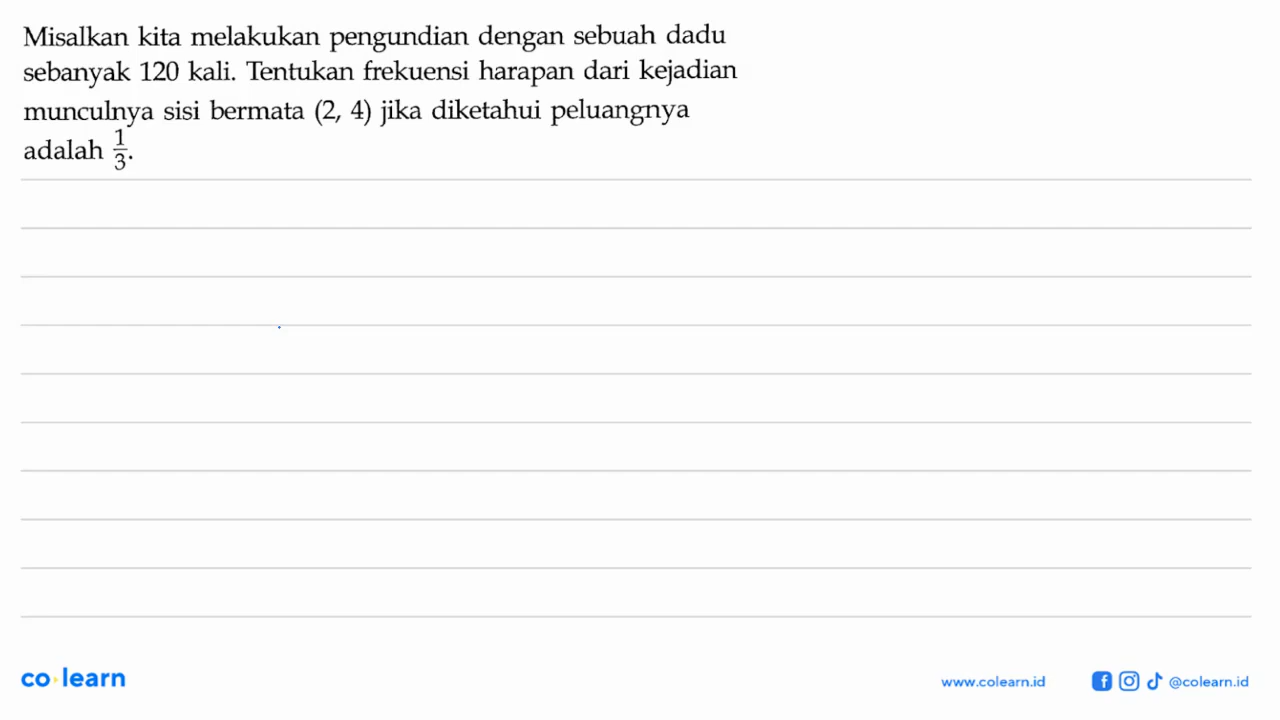 Misalkan kita melakukan pengundian dengan sebuah dadu
sebanyak 120 kali. Tentukan frekuensi harapan dari kejadian
munculnya sisi bermata (2, 4) jika diketahui peluangnya
adalah 1/3.
co learn
www.colearn.id
@colearn.id